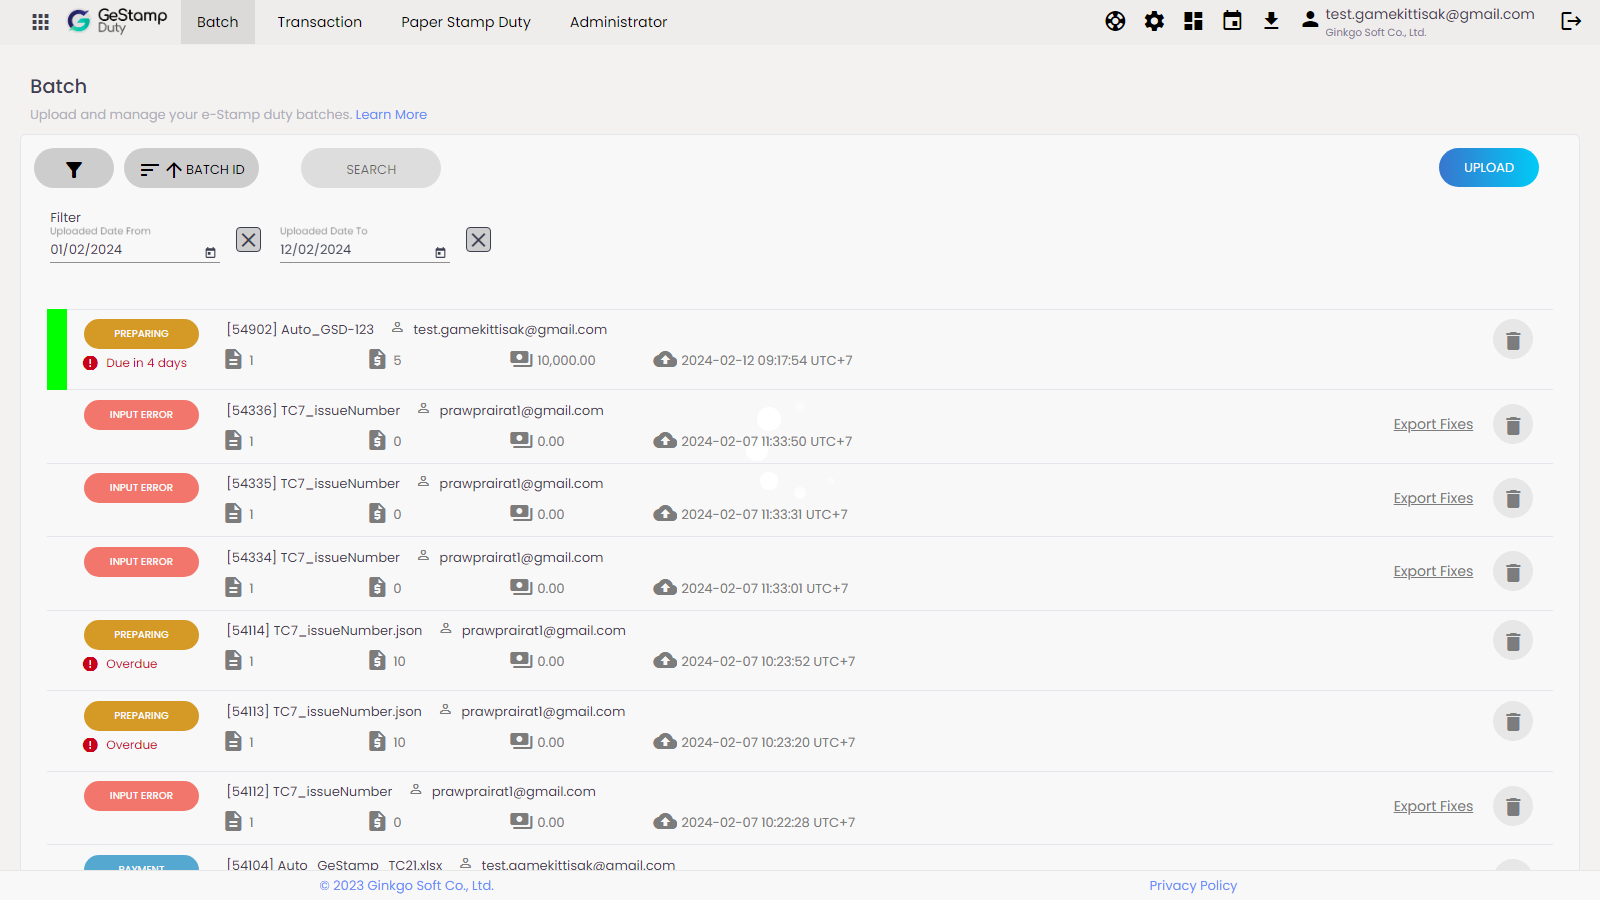 GeStamp
Duty
Batch
Transaction
Paper Stamp Duty
Administrator
test.gamekittisak@gmail.com
Ginkgo Soft Co., Ltd.
Batch
Upload and manage your e-Stamp duty batches. Learn More
BATCH ID
SEARCH
UPLOAD
Filter
Uploaded Date From
01/02/2024
Uploaded Date To
12/02/2024
PREPARING
[54902] Auto_GSD-123 test.gamekittisak@gmail.com
Due in 4 days
1 5 10,000.00 2024-02-12 09:17:54 UTC+7
INPUT ERROR
[54336] TC7_issueNumber prawprairat1@gmail.com
1 0 0.00 2024-02-07 11:33:50 UTC+7
Export Fixes
INPUT ERROR
[54335] TC7_issueNumber prawprairat1@gmail.com
1 0 0.00 2024-02-07 11:33:31 UTC+7
Export Fixes
INPUT ERROR
[54334] TC7_issueNumber prawprairat1@gmail.com
1 0 0.00 2024-02-07 11:33:01 UTC+7
Export Fixes
PREPARING
[54114] TC7_issueNumber.json prawprairat1@gmail.com
Overdue
1 10 0.00 2024-02-07 10:23:52 UTC+7
PREPARING
[54113] TC7_issueNumber.json prawprairat1@gmail.com
Overdue
1 10 0.00 2024-02-07 10:23:20 UTC+7
INPUT ERROR
[54112] TC7_issueNumber prawprairat1@gmail.com
1 0 0.00 2024-02-07 10:22:28 UTC+7
Export Fixes
PAYMENT
[54104] Auto_GeStamp_TC21.xlsx test.gamekittisak@gmail.com
© 2023 Ginkgo Soft Co., Ltd.
Privacy Policy